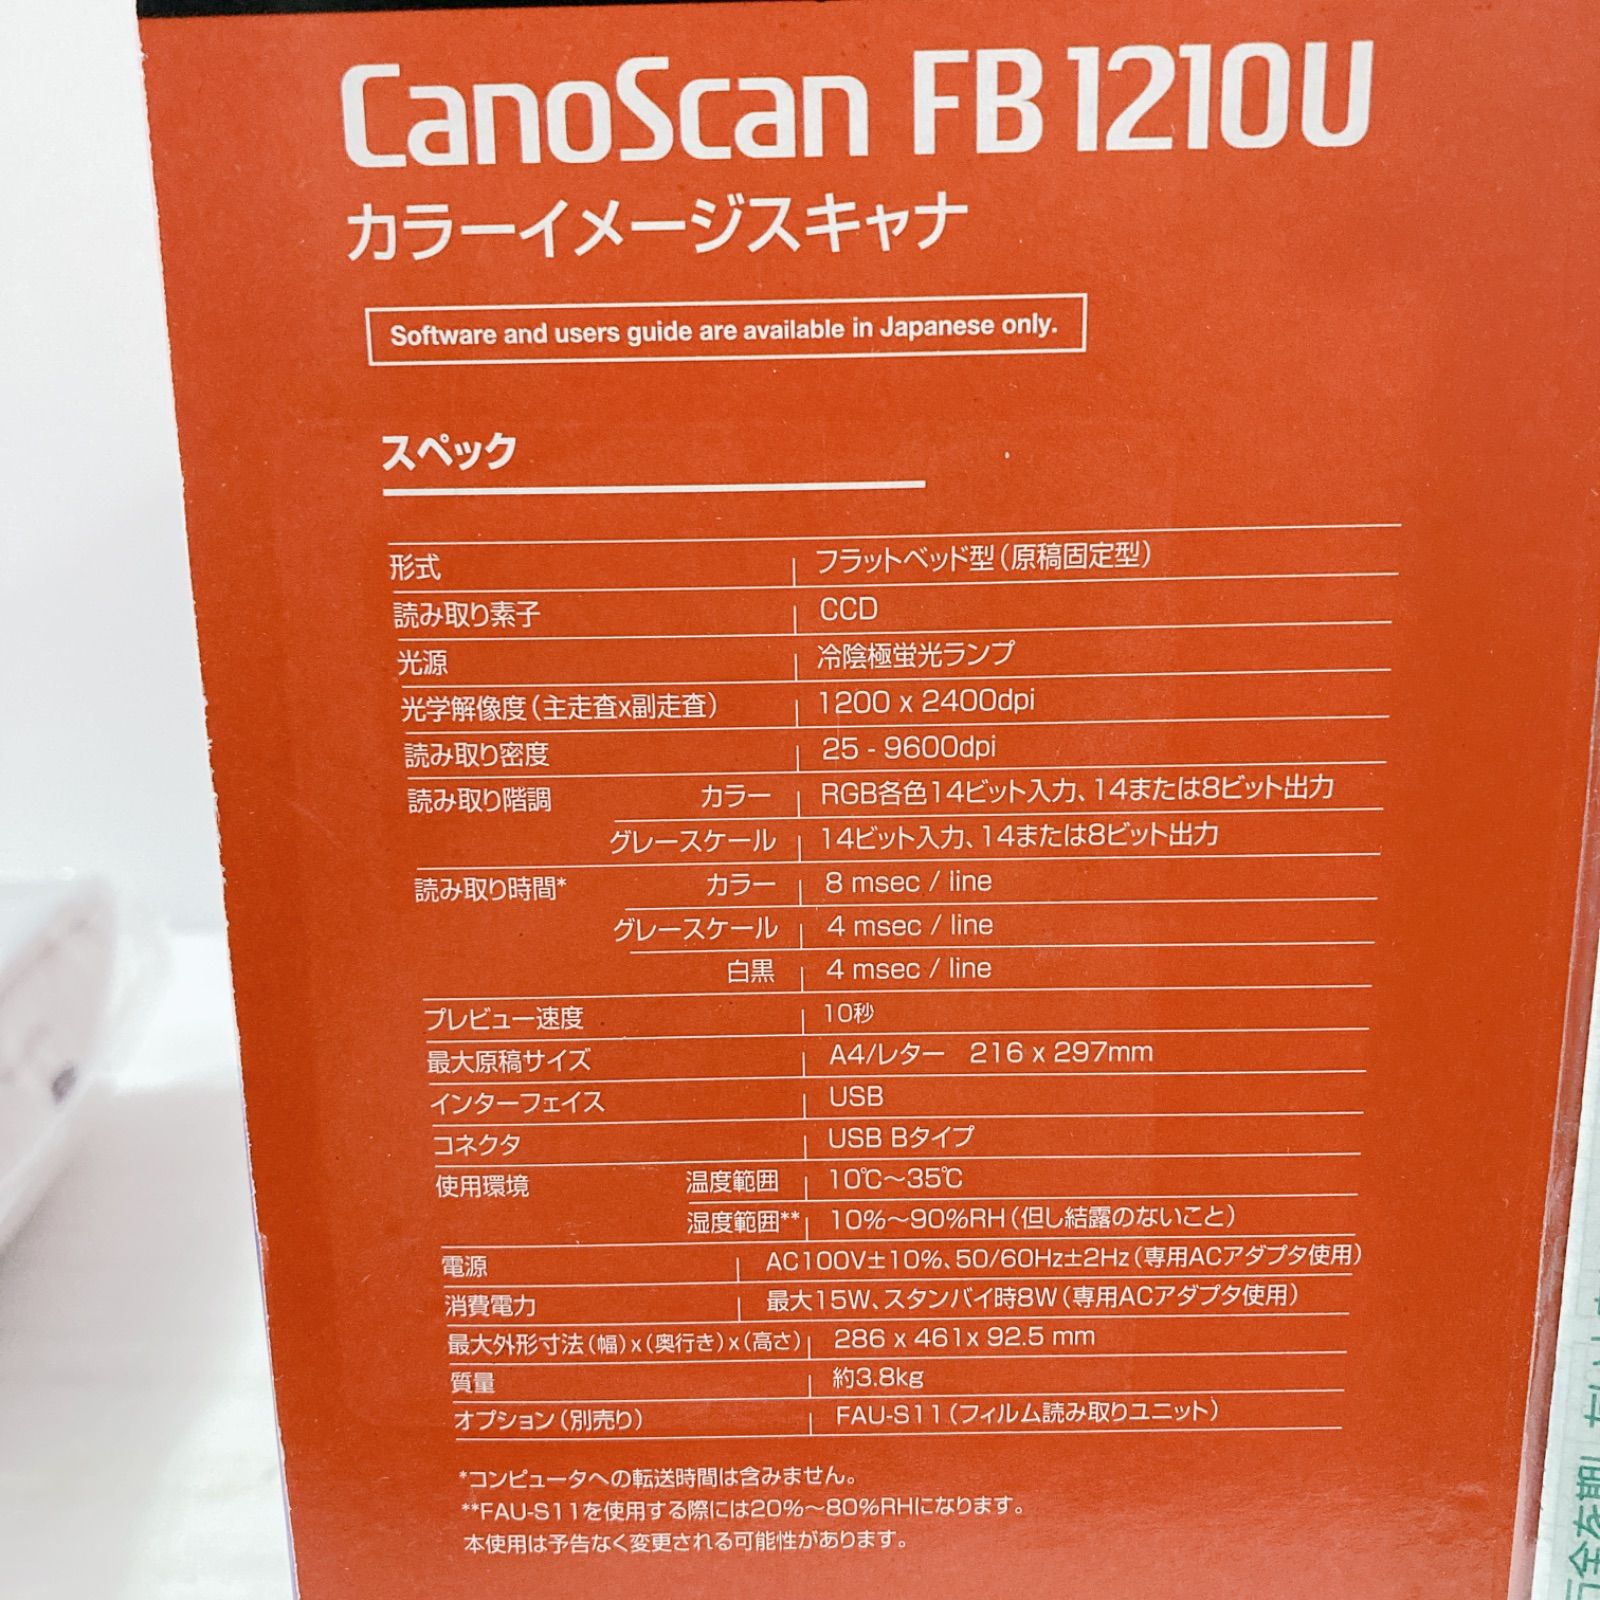 CanoScan FB 1210U
カラーイメージスキャナ
Software and users guide are available in Japanese only.
スペック
形式 フラットベッド型(原稿固定型)
読み取り素子 CCD
光源 冷陰極蛍光ランプ
光学解像度(主走査x副走査) 1200 x 2400dpi
読み取り密度 25 - 9600dpi
読み取り階調 カラー RGB各色14ビット入力、14または8ビット出力
グレースケール 14ビット入力、14または8ビット出力
読み取り時間* カラー 8 msec / line
グレースケール 4 msec / line
白黒 4 msec / line
プレビュー速度 10秒
最大原稿サイズ A4/レター 216 x 297mm
インターフェイス USB
コネクタ USB Bタイプ
使用環境 温度範囲 10℃～35℃
湿度範囲** 10%～90%RH(但し結露のないこと)
電源 AC100V±10%、50/60Hz±2Hz(専用ACアダプタ使用)
消費電力 最大15W、スタンバイ時8W(専用ACアダプタ使用)
最大外形寸法(幅)x(奥行き)x(高さ) 286 x 461x 92.5 mm
質量 約3.8kg
オプション(別売り) FAU-S11(フィルム読み取りユニット)
*コンピュータへの転送時間は含みません。
**FAU-S11を使用する際には20%～80%RHになります。
本使用は予告なく変更される可能性があります。